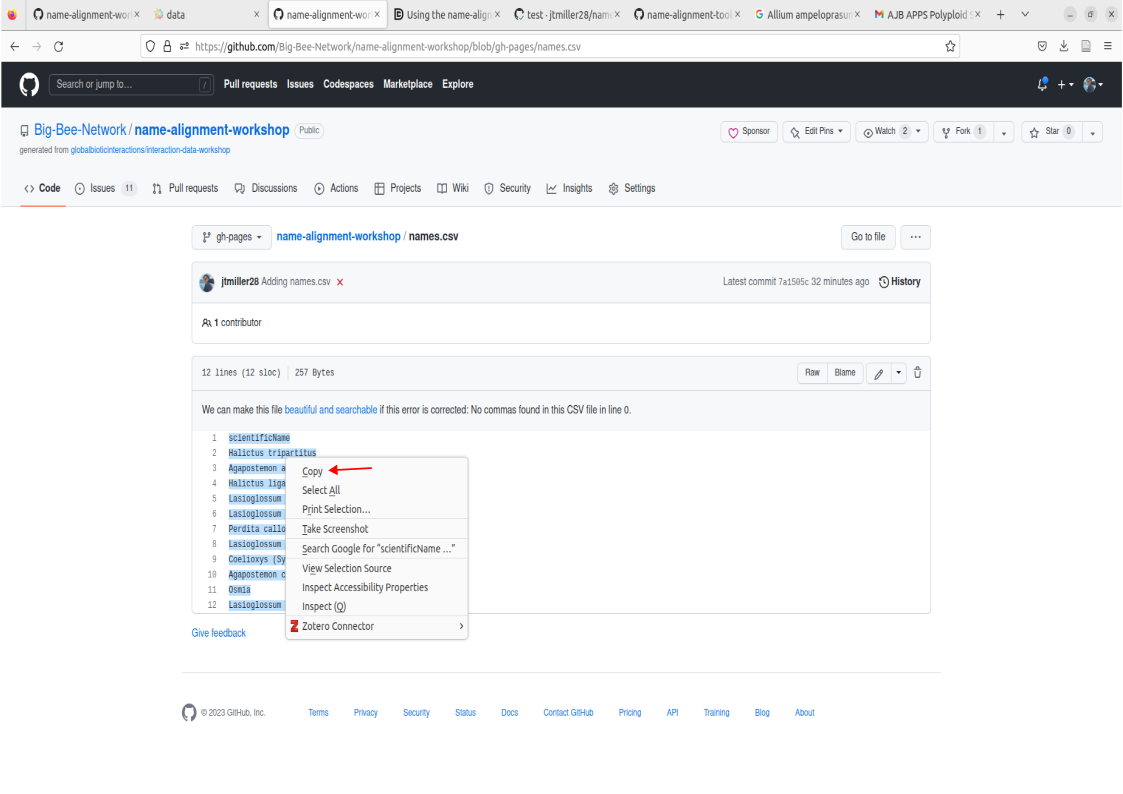 name-alignment-wor
data
name-alignment-wor
Using the name-align
test · jtmiller28/name
name-alignment-tool
Allium ampeloprasun
AJB APPS Polyploid S
https://github.com/Big-Bee-Network/name-alignment-workshop/blob/gh-pages/names.csv
Search or jump to... /
Pull requests Issues Codespaces Marketplace Explore
Big-Bee-Network / name-alignment-workshop Public
Sponsor Edit Pins Watch 2 Fork 1 Star 0
generated from globalbioticinteractions/interaction-data-workshop
Code Issues 11 Pull requests Discussions Actions Projects Wiki Security Insights Settings
gh-pages name-alignment-workshop / names.csv Go to file ...
jtmiller28 Adding names.csv Latest commit 7a1505c 32 minutes ago History
1 contributor
12 lines (12 sloc) 257 Bytes Raw Blame
We can make this file beautiful and searchable if this error is corrected: No commas found in this CSV file in line 0.
1 scientificName
2 Halictus tripartitus
3 Agapostemon a
4 Halictus liga
5 Lasioglossum
6 Lasioglossum
7 Perdita callo
8 Lasioglossum
9 Coelioxys (Sy
10 Agapostemon c
11 Osmia
12 Lasioglossum
Copy
Select All
Print Selection...
Take Screenshot
Search Google for “scientificName ...”
View Selection Source
Inspect Accessibility Properties
Inspect (Q)
Zotero Connector
Give feedback
© 2023 GitHub, Inc. Terms Privacy Security Status Docs Contact GitHub Pricing API Training Blog About